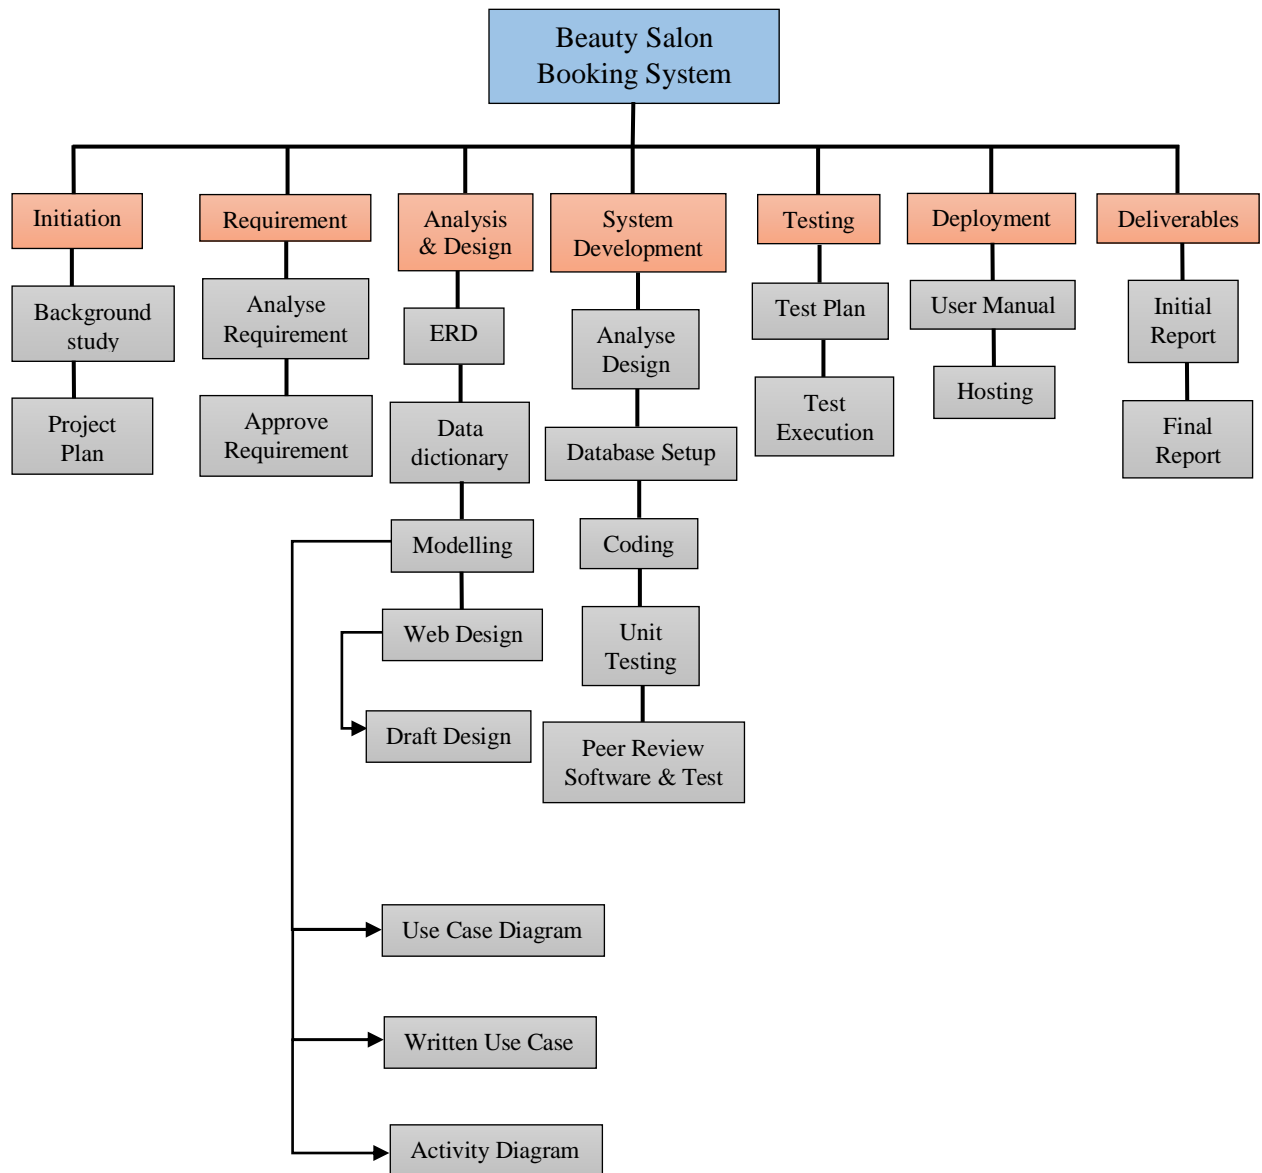 Beauty Salon
Booking System
Initiation
Requirement
Analysis
& Design
System
Development
Testing
Deployment
Deliverables
Background
study
Project
Plan
Analyse
Requirement
Approve
Requirement
ERD
Data
dictionary
Modelling
Web Design
Draft Design
Use Case Diagram
Written Use Case
Activity Diagram
Analyse
Design
Database Setup
Coding
Unit
Testing
Peer Review
Software & Test
Test Plan
Test
Execution
User Manual
Hosting
Initial
Report
Final
Report